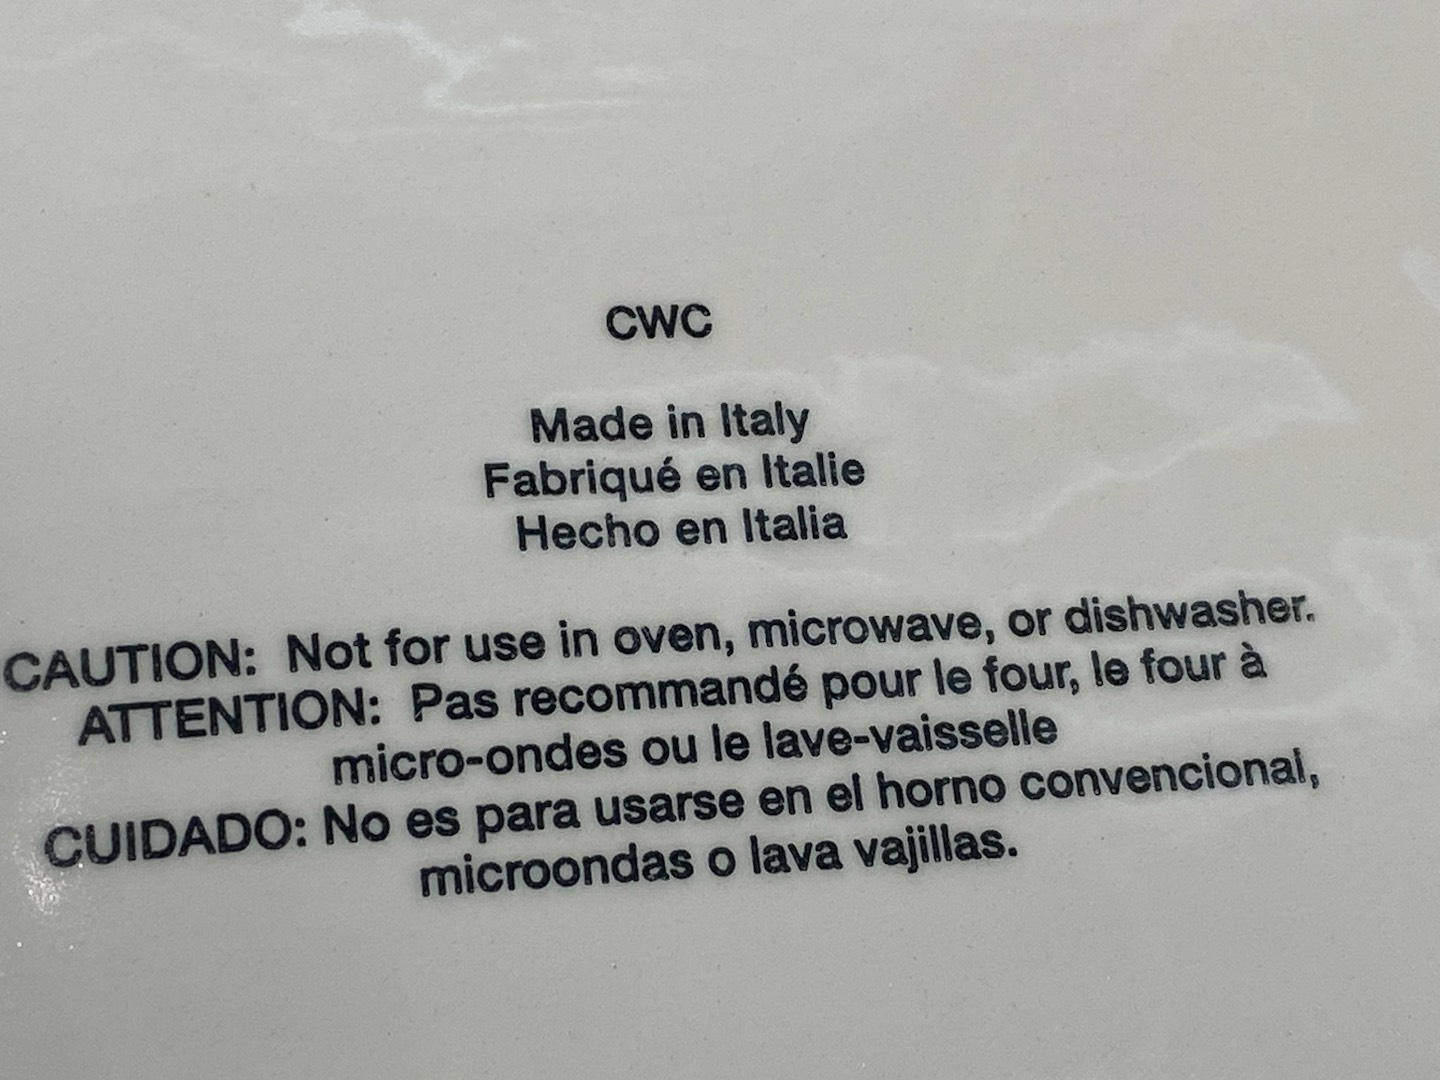 CWC
Made in Italy
Fabriqué en Italie
Hecho en Italia
CAUTION: Not for use in oven, microwave, or dishwasher.
ATTENTION: Pas recommandé pour le four, le four à
micro-ondes ou le lave-vaisselle
CUIDADO: No es para usarse en el horno convencional,
microondas o lava vajillas.